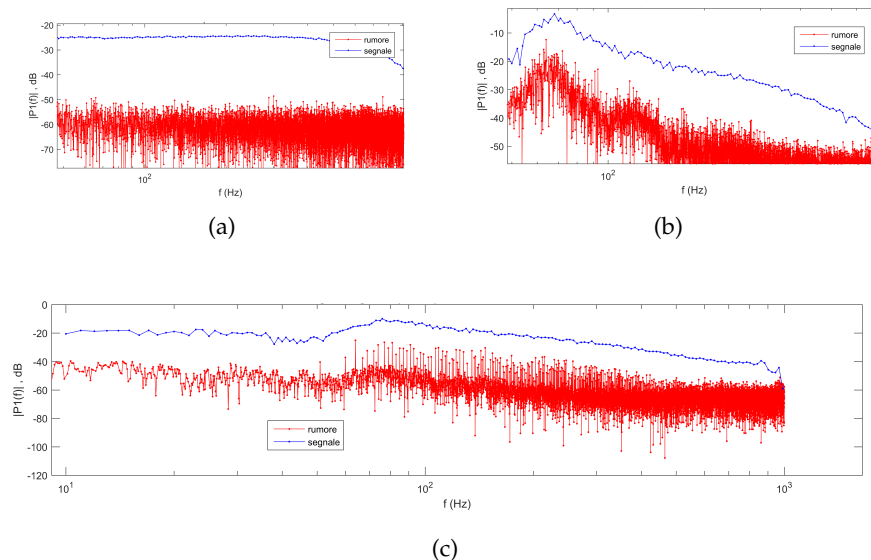 -20
-30
-40
-50
-60
-70
|P1(f)| , dB
rumore
segnale
10²
f (Hz)
(a)
-10
-20
-30
-40
-50
|P1(f)| , dB
rumore
segnale
10²
f (Hz)
(b)
0
-20
-40
-60
-80
-100
-120
|P1(f)| , dB
rumore
segnale
10¹
10²
10³
f (Hz)
(c)